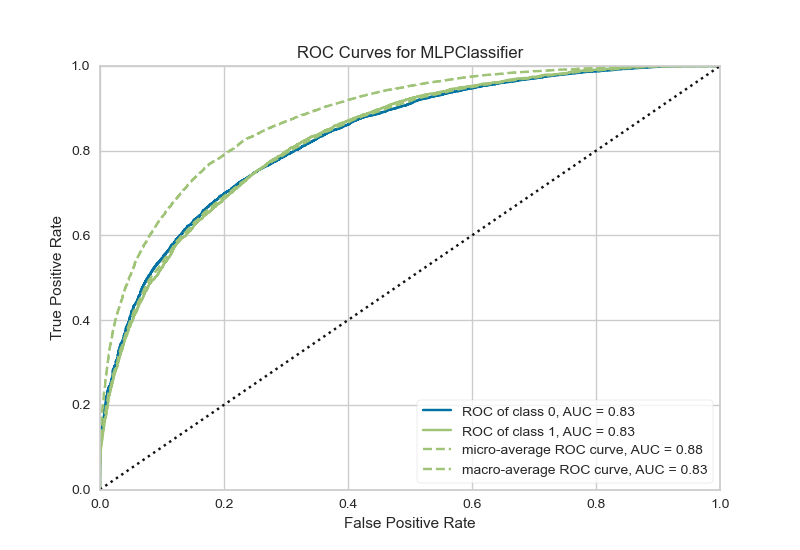 ROC Curves for MLPClassifier
1.0
0.8
0.6
0.4
0.2
0.0
True Positive Rate
ROC of class 0, AUC = 0.83
ROC of class 1, AUC = 0.83
micro-average ROC curve, AUC = 0.88
macro-average ROC curve, AUC = 0.83
0.0 0.2 0.4 0.6 0.8 1.0
False Positive Rate